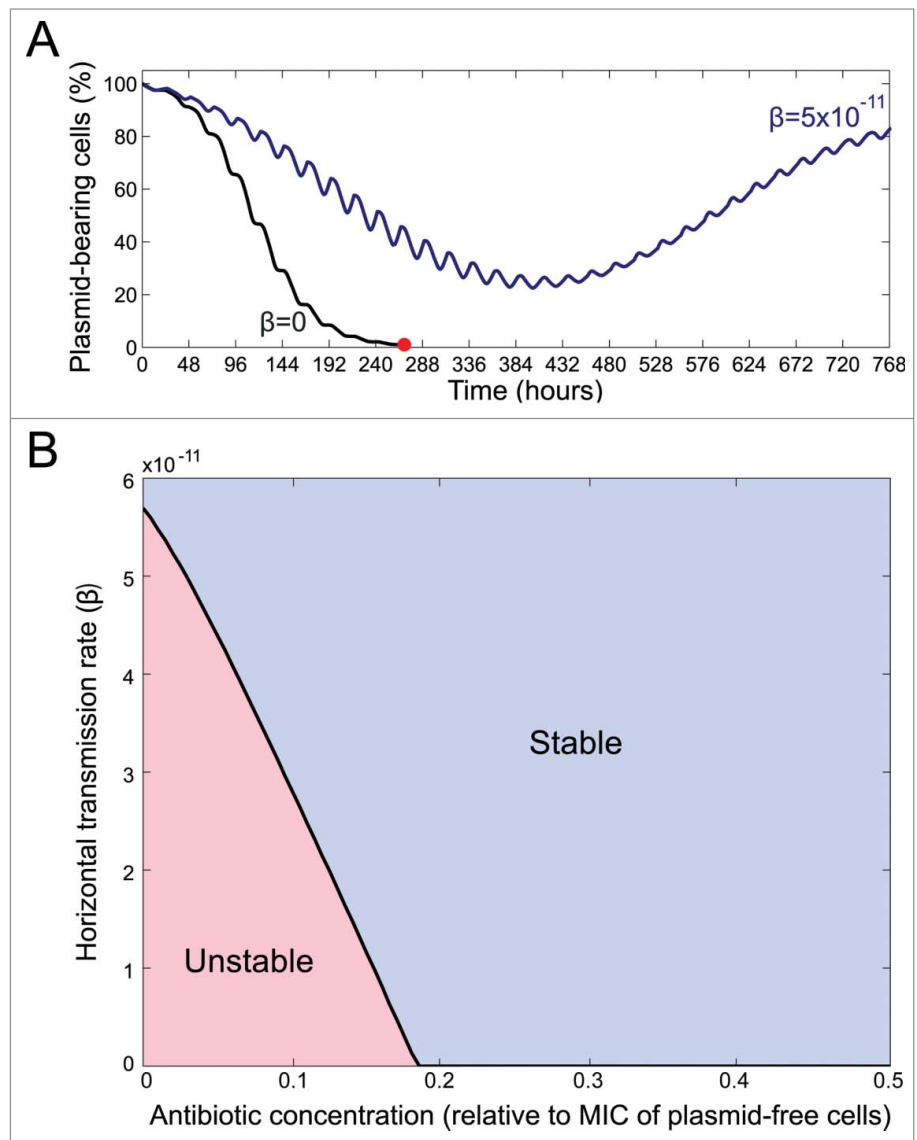 A
Plasmid-bearing cells (%)
100
80
60
40
20
0
β=5x10⁻¹¹
β=0
0 48 96 144 192 240 288 336 384 432 480 528 576 624 672 720 768
Time (hours)
B
x10⁻¹¹
Horizontal transmission rate (β)
6
5
4
3
2
1
0
Stable
Unstable
0 0.1 0.2 0.3 0.4 0.5
Antibiotic concentration (relative to MIC of plasmid-free cells)